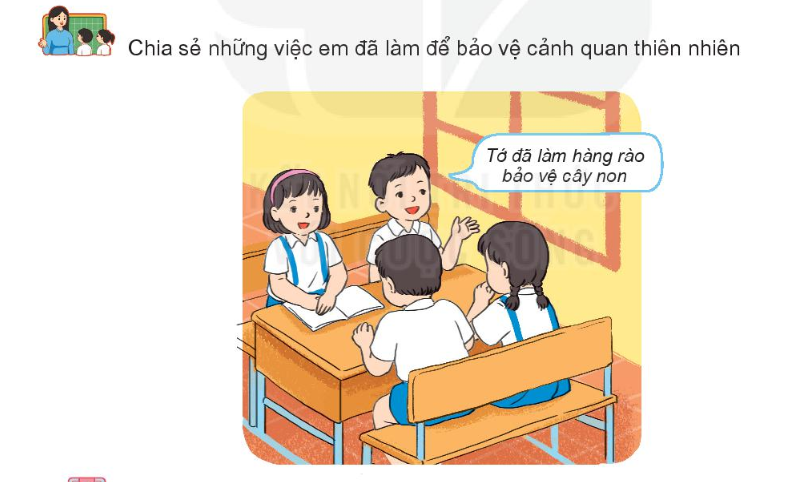 Chia sẻ những việc em đã làm để bảo vệ cảnh quan thiên nhiên
Tớ đã làm hàng rào
bảo vệ cây non